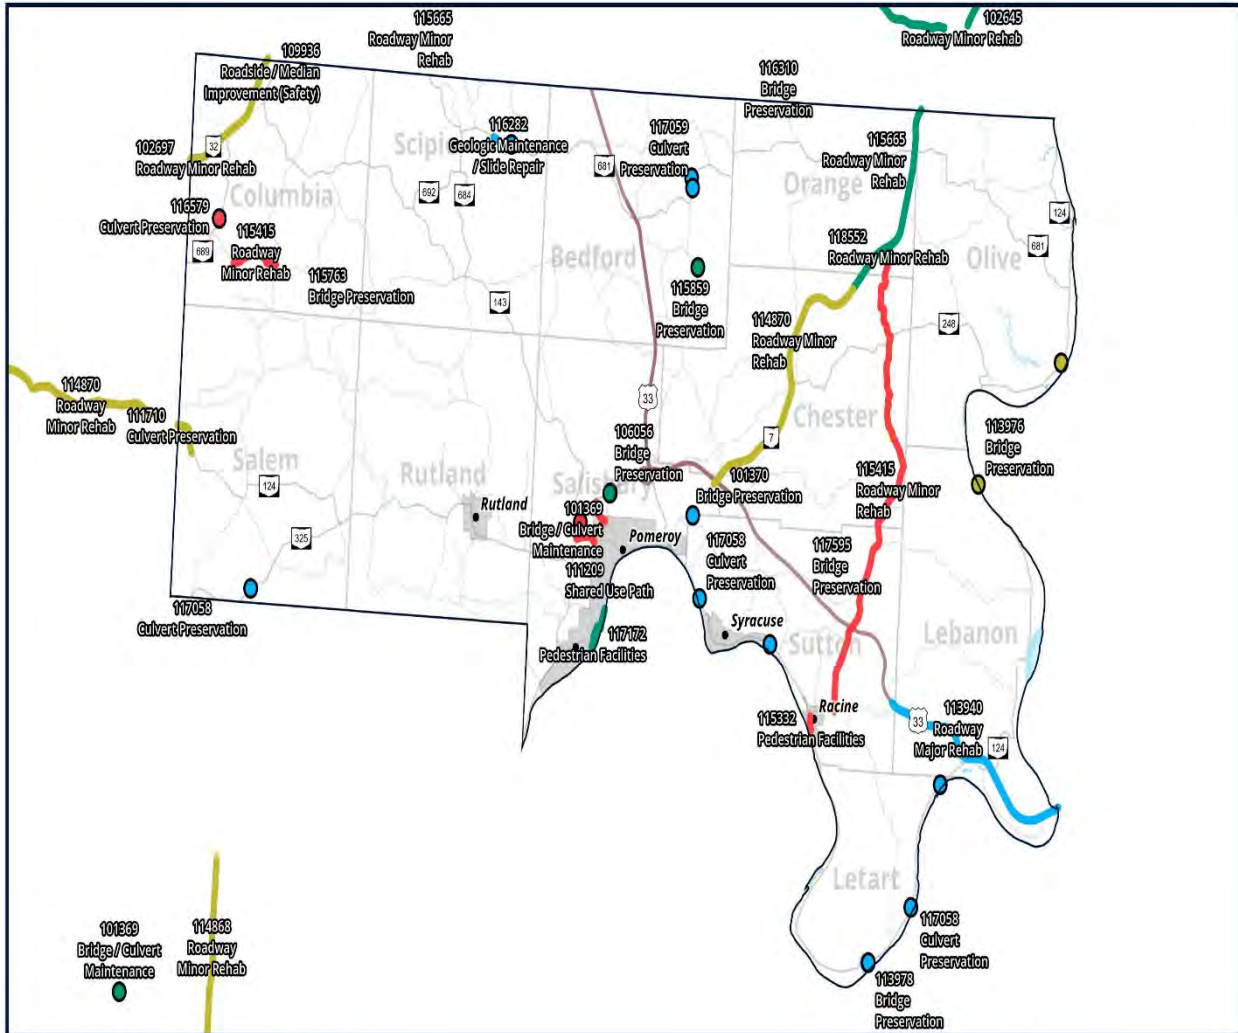 115665
Roadway Minor
Rehab
102645
Roadway Minor Rehab
109936
Roadside / Median
Improvement (Safety)
116310
Bridge
Preservation
102697
Roadway Minor Rehab
32
116282
Geologic Maintenance
/ Slide Repair
117059
Culvert
Preservation
681
115665
Roadway Minor
Rehab
Orange
692
684
Columbia
116579
Culvert Preservation
689
115415
Roadway
Minor Rehab
115763
Bridge Preservation
143
Bedford
115859
Bridge
Preservation
118552
Roadway Minor Rehab
124
681
Olive
248
114870
Roadway Minor
Rehab
33
Chester
7
114870
Roadway
Minor Rehab
111710
Culvert Preservation
Salem
124
Rutland
Rutland
325
106056
Bridge
Preservation
101370
Bridge Preservation
113976
Bridge
Preservation
115415
Roadway Minor
Rehab
101369
Bridge / Culvert
Maintenance
Pomeroy
111209
Shared Use Path
117058
Culvert
Preservation
117595
Bridge
Preservation
117058
Culvert Preservation
117172
Pedestrian Facilities
Syracuse
Sutton
Lebanon
Racine
115332
Pedestrian Facilities
33
113940
Roadway
Major Rehab
124
Letart
117058
Culvert
Preservation
113978
Bridge
Preservation
101369
Bridge / Culvert
Maintenance
114868
Roadway
Minor Rehab